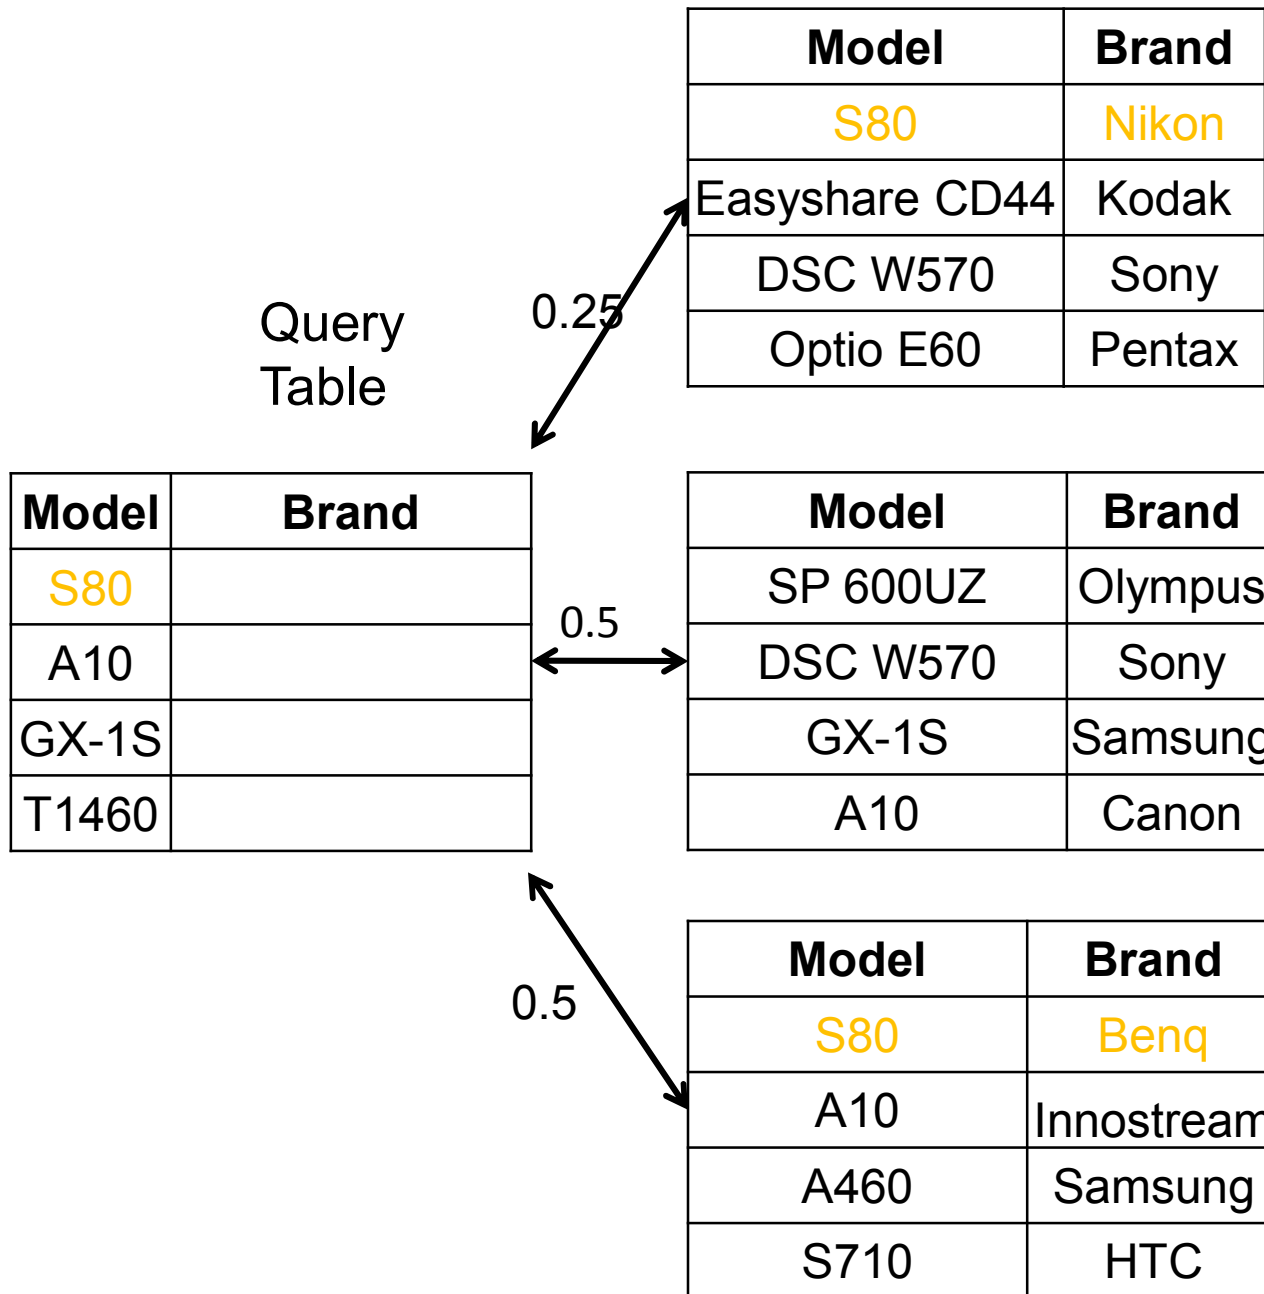 Model Brand
S80 Nikon
Easyshare CD44 Kodak
DSC W570 Sony
Optio E60 Pentax
Query
Table
0.25
Model Brand
S80
A10
GX-1S
T1460
0.5
Model Brand
SP 600UZ Olympus
DSC W570 Sony
GX-1S Samsung
A10 Canon
0.5
Model Brand
S80 Benq
A10 Innostream
A460 Samsung
S710 HTC